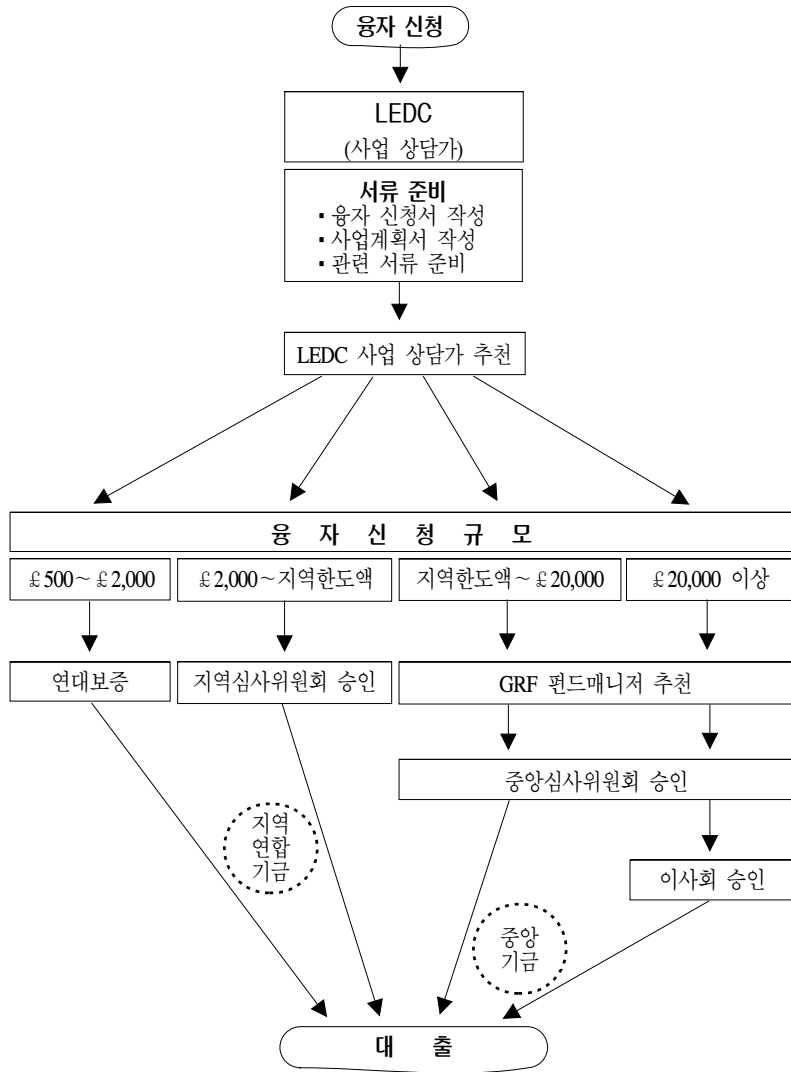 융자 신청
LEDC
(사업 상담가)
서류 준비
▪ 융자 신청서 작성
▪ 사업계획서 작성
▪ 관련 서류 준비
LEDC 사업 상담가 추천
융 자 신 청 규 모
£500～£2,000
£2,000～지역한도액
지역한도액～£20,000
£20,000 이상
연대보증
지역심사위원회 승인
GRF 펀드매니저 추천
중앙심사위원회 승인
지역
연합
기금
이사회 승인
중앙
기금
대 출